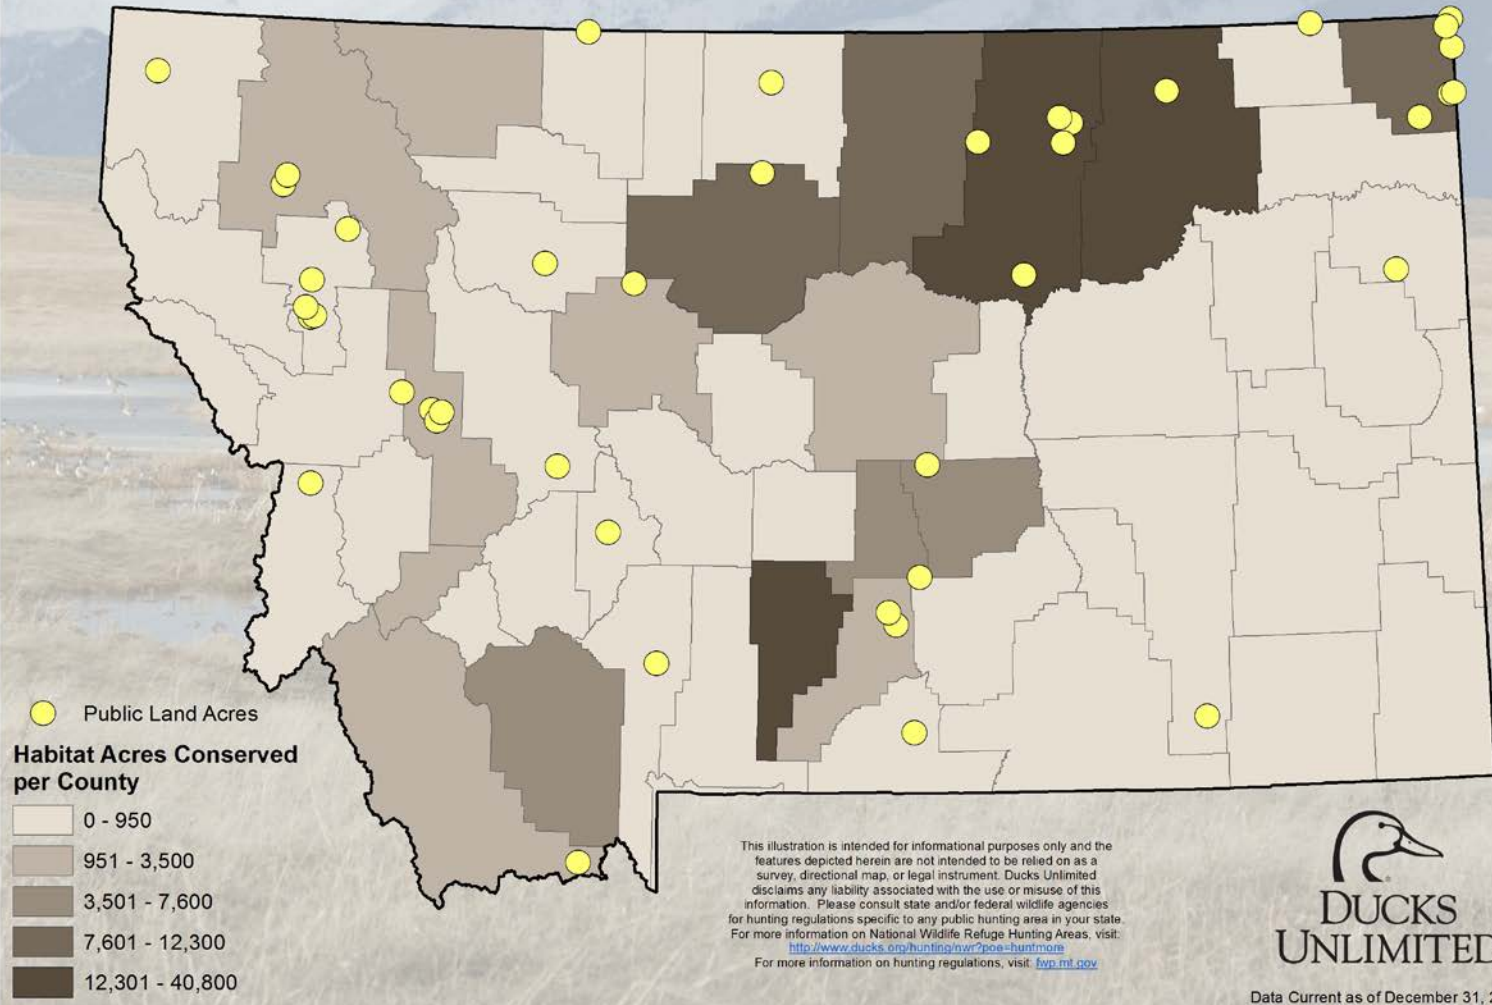 Public Land Acres
Habitat Acres Conserved
per County
0 - 950
951 - 3,500
3,501 - 7,600
7,601 - 12,300
12,301 - 40,800
This illustration is intended for informational purposes only and the
features depicted herein are not intended to be relied on as a
survey, directional map, or legal instrument. Ducks Unlimited
disclaims any liability associated with the use or misuse of this
information. Please consult state and/or federal wildlife agencies
for hunting regulations specific to any public hunting area in your state.
For more information on National Wildlife Refuge Hunting Areas, visit:
http://www.ducks.org/hunting/nwr?poe=huntmore
For more information on hunting regulations, visit: fwp.mt.gov
DUCKS
UNLIMITED
Data Current as of December 31,